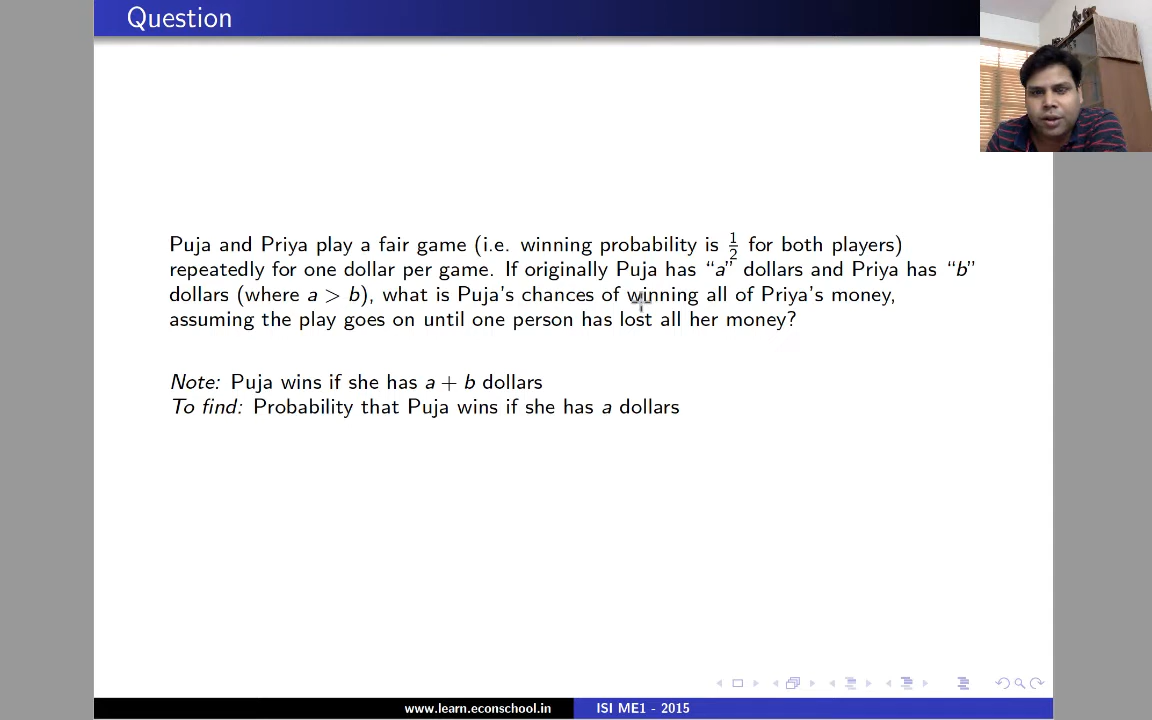 Question
Puja and Priya play a fair game (i.e. winning probability is 1/2 for both players)
repeatedly for one dollar per game. If originally Puja has “a” dollars and Priya has “b”
dollars (where a > b), what is Puja’s chances of winning all of Priya’s money,
assuming the play goes on until one person has lost all her money?
Note: Puja wins if she has a + b dollars
To find: Probability that Puja wins if she has a dollars
www.learn.econschool.in ISI ME1 - 2015